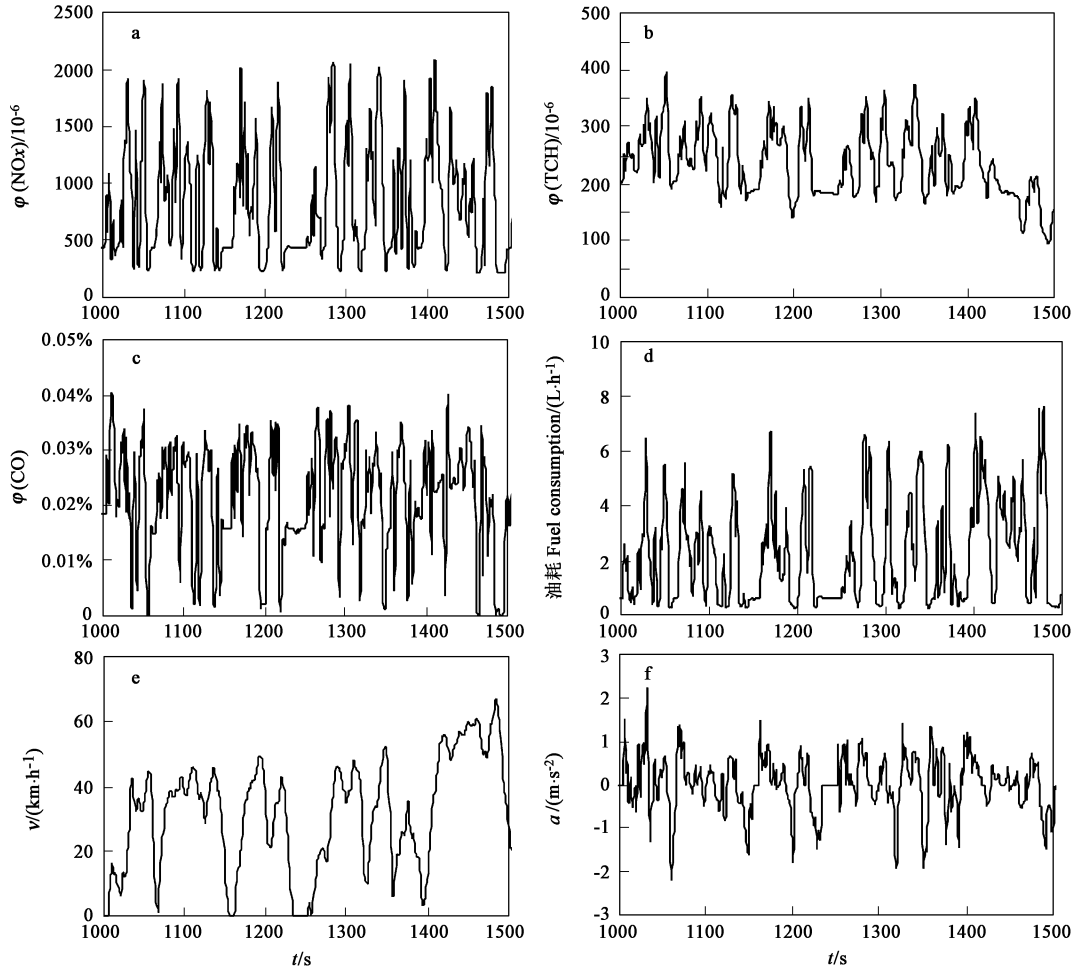 a
φ(NOx)/10⁻⁶
2500
2000
1500
1000
500
0
1000 1100 1200 1300 1400 1500
b
φ(TCH)/10⁻⁶
500
400
300
200
100
0
1000 1100 1200 1300 1400 1500
c
φ(CO)
0.05%
0.04%
0.03%
0.02%
0.01%
0
1000 1100 1200 1300 1400 1500
d
油耗 Fuel consumption/(L·h⁻¹)
10
8
6
4
2
0
1000 1100 1200 1300 1400 1500
e
v/(km·h⁻¹)
80
60
40
20
0
1000 1100 1200 1300 1400 1500
t/s
f
a/(m·s⁻²)
3
2
1
0
-1
-2
-3
1000 1100 1200 1300 1400 1500
t/s